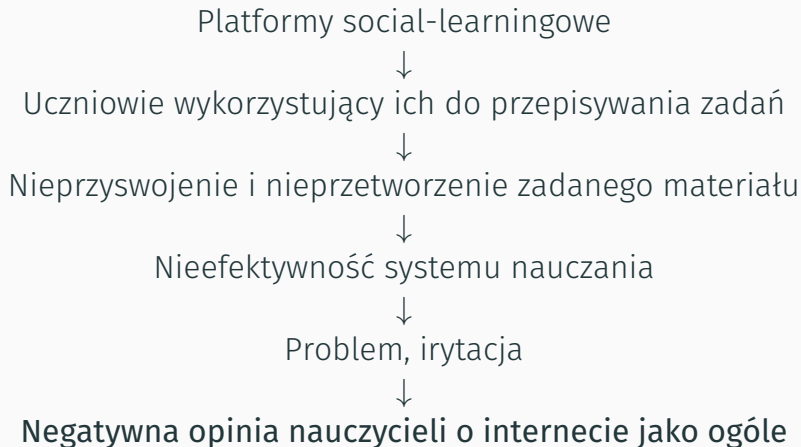 Platformy social-learningowe
↓
Uczniowie wykorzystujący ich do przepisywania zadań
↓
Nieprzyswojenie i nieprzetworzenie zadanego materiału
↓
Nieefektywność systemu nauczania
↓
Problem, irytacja
↓
Negatywna opinia nauczycieli o internecie jako ogóle